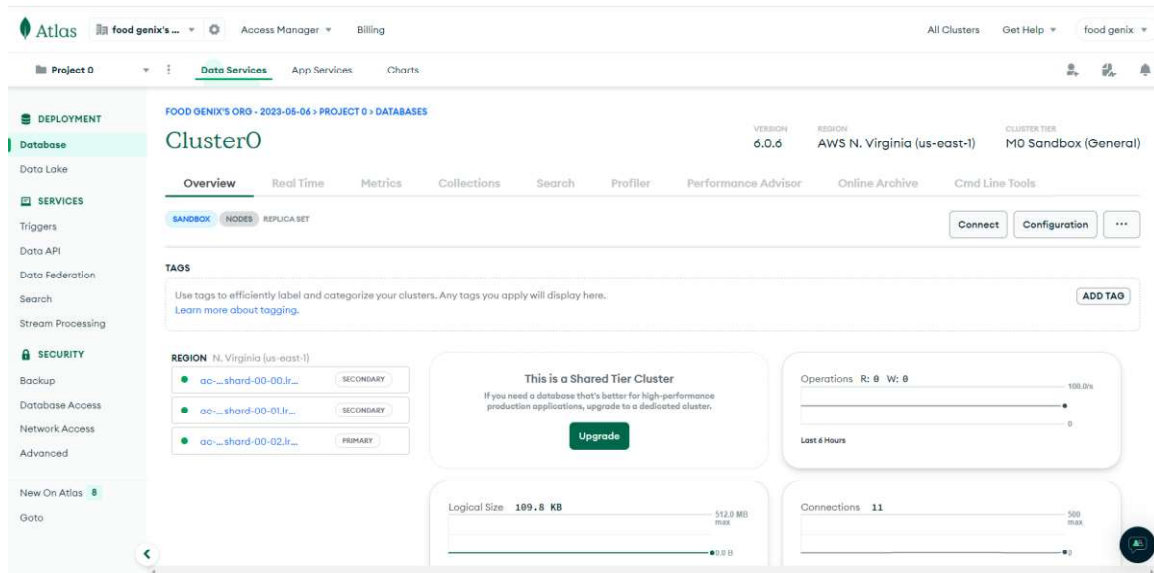 Atlas food genix's ... Access Manager Billing All Clusters Get Help food genix
Project 0 Data Services App Services Charts
DEPLOYMENT
Database
Data Lake
SERVICES
Triggers
Data API
Data Federation
Search
Stream Processing
SECURITY
Backup
Database Access
Network Access
Advanced
New On Atlas 8
Goto
FOOD GENIX'S ORG - 2023-05-06 > PROJECT 0 > DATABASES
Cluster0
VERSION
6.0.6
REGION
AWS N. Virginia (us-east-1)
CLUSTER TIER
M0 Sandbox (General)
Overview Real Time Metrics Collections Search Profiler Performance Advisor Online Archive Cmd Line Tools
SANDBOX NODES REPLICA SET
Connect Configuration ...
TAGS
Use tags to efficiently label and categorize your clusters. Any tags you apply will display here.
Learn more about tagging.
ADD TAG
REGION N. Virginia (us-east-1)
ac-...shard-00-00.lr... SECONDARY
ac-...shard-00-01.lr... SECONDARY
ac-...shard-00-02.lr... PRIMARY
This is a Shared Tier Cluster
If you need a database that's better for high-performance
production applications, upgrade to a dedicated cluster.
Upgrade
Operations R: 0 W: 0
100.0/s
0
Last 6 Hours
Logical Size 109.8 KB
512.0 MB
max
0.0 B
Connections 11
500
max
0